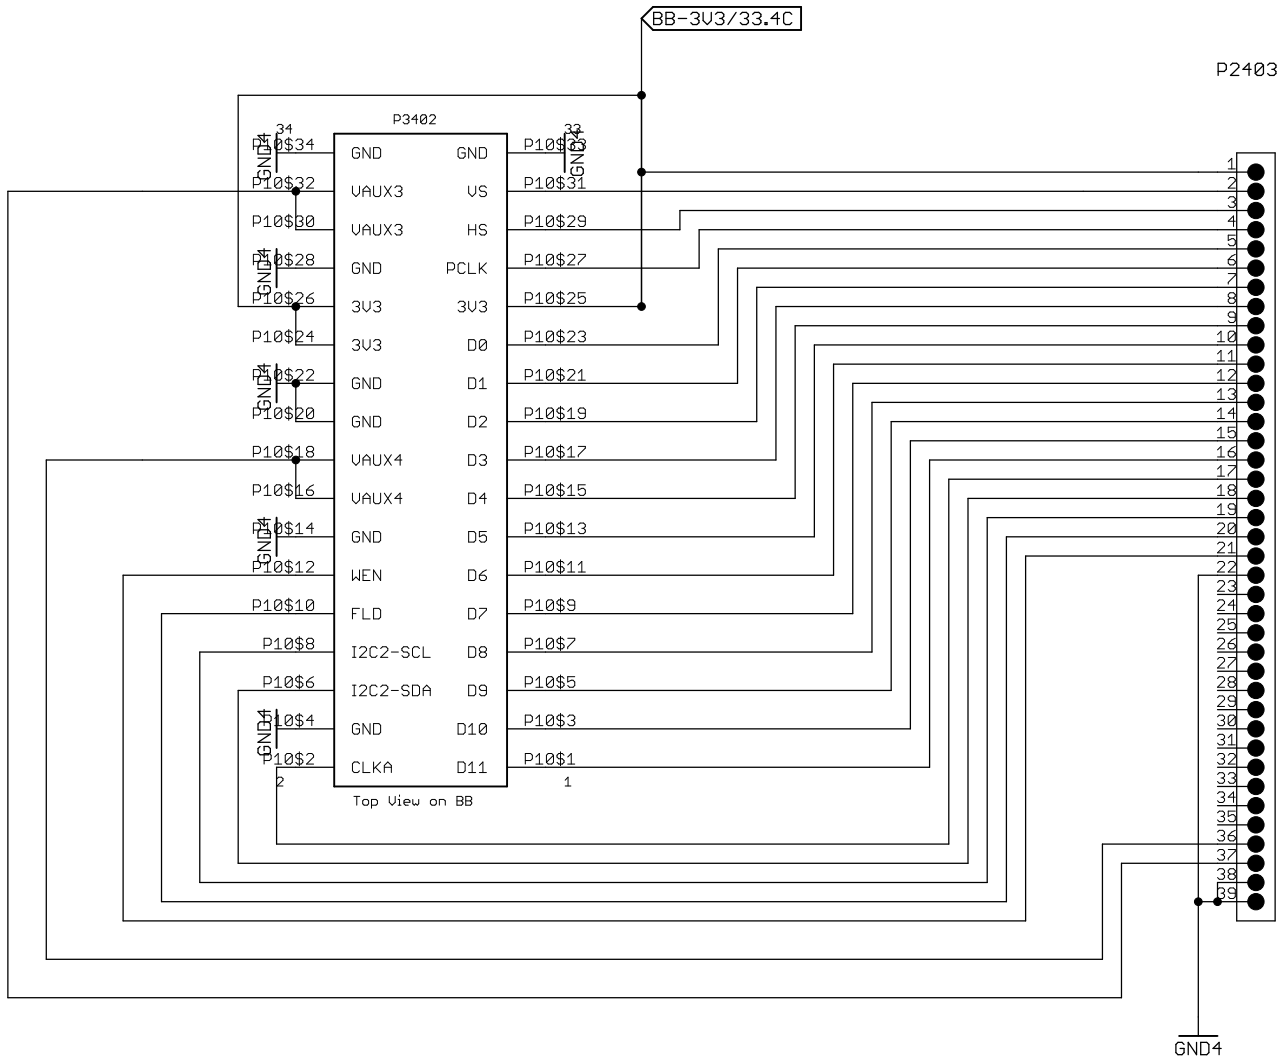 BB-3V3/33.4C
P2403
P3402
34 33
GND4 P10$34 GND GND P10$33 GND4
1
P10$32 VAUX3 VS P10$31 2
3
P10$30 VAUX3 HS P10$29 4
5
GND4 P10$28 GND PCLK P10$27 6
7
P10$26 3V3 3V3 P10$25 8
9
P10$24 3V3 D0 P10$23 10
11
GND4 P10$22 GND D1 P10$21 12
13
P10$20 GND D2 P10$19 14
15
P10$18 VAUX4 D3 P10$17 16
17
P10$16 VAUX4 D4 P10$15 18
19
GND4 P10$14 GND D5 P10$13 20
21
P10$12 WEN D6 P10$11 22
23
P10$10 FLD D7 P10$9 24
25
P10$8 I2C2-SCL D8 P10$7 26
27
P10$6 I2C2-SDA D9 P10$5 28
29
GND4 P10$4 GND D10 P10$3 30
31
P10$2 CLKA D11 P10$1 32
2 1 33
Top View on BB 34
35
36
37
38
39
GND4